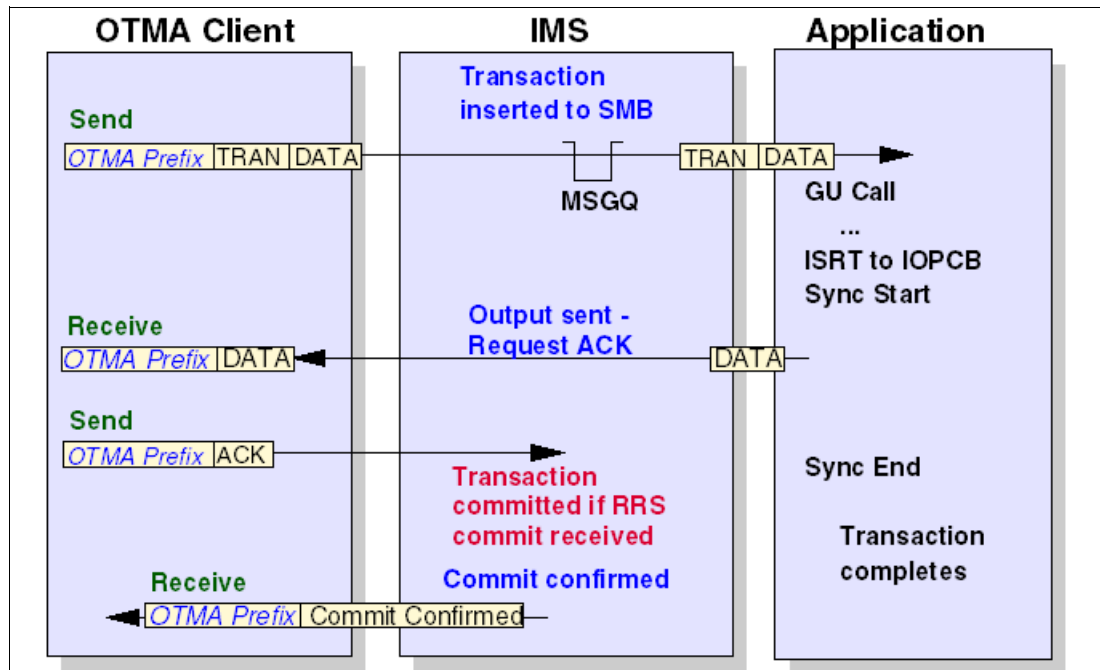 OTMA Client
IMS
Application
Transaction
inserted to SMB
Send
OTMA Prefix TRAN DATA
MSGQ
TRAN DATA
GU Call
...
ISRT to IOPCB
Sync Start
Receive
OTMA Prefix DATA
Output sent -
Request ACK
DATA
Send
OTMA Prefix ACK
Transaction
committed if RRS
commit received
Sync End
Transaction
completes
Receive
OTMA Prefix Commit Confirmed
Commit confirmed